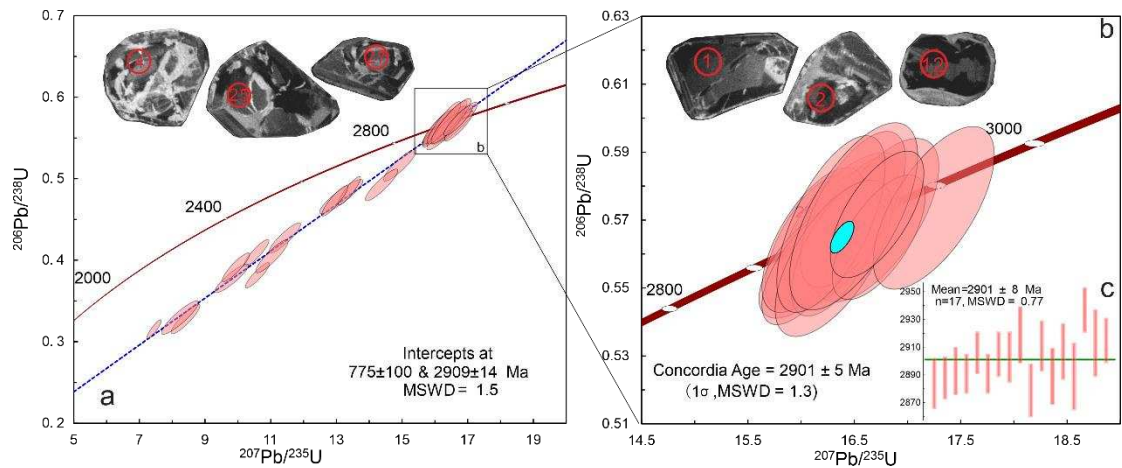 0.7
0.6
0.5
0.4
0.3
0.2
206Pb/238U
5
7
9
11
13
15
17
19
207Pb/235U
2000
2400
2800
b
a
Intercepts at
775±100 & 2909±14 Ma
MSWD = 1.5
0.63
0.61
0.59
0.57
0.55
0.53
0.51
206Pb/238U
14.5
15.5
16.5
17.5
18.5
207Pb/235U
1
2
12
b
2800
3000
Concordia Age = 2901 ± 5 Ma
(1σ,MSWD = 1.3)
c
Mean=2901 ± 8 Ma
n=17, MSWD = 0.77
2950
2930
2910
2890
2870